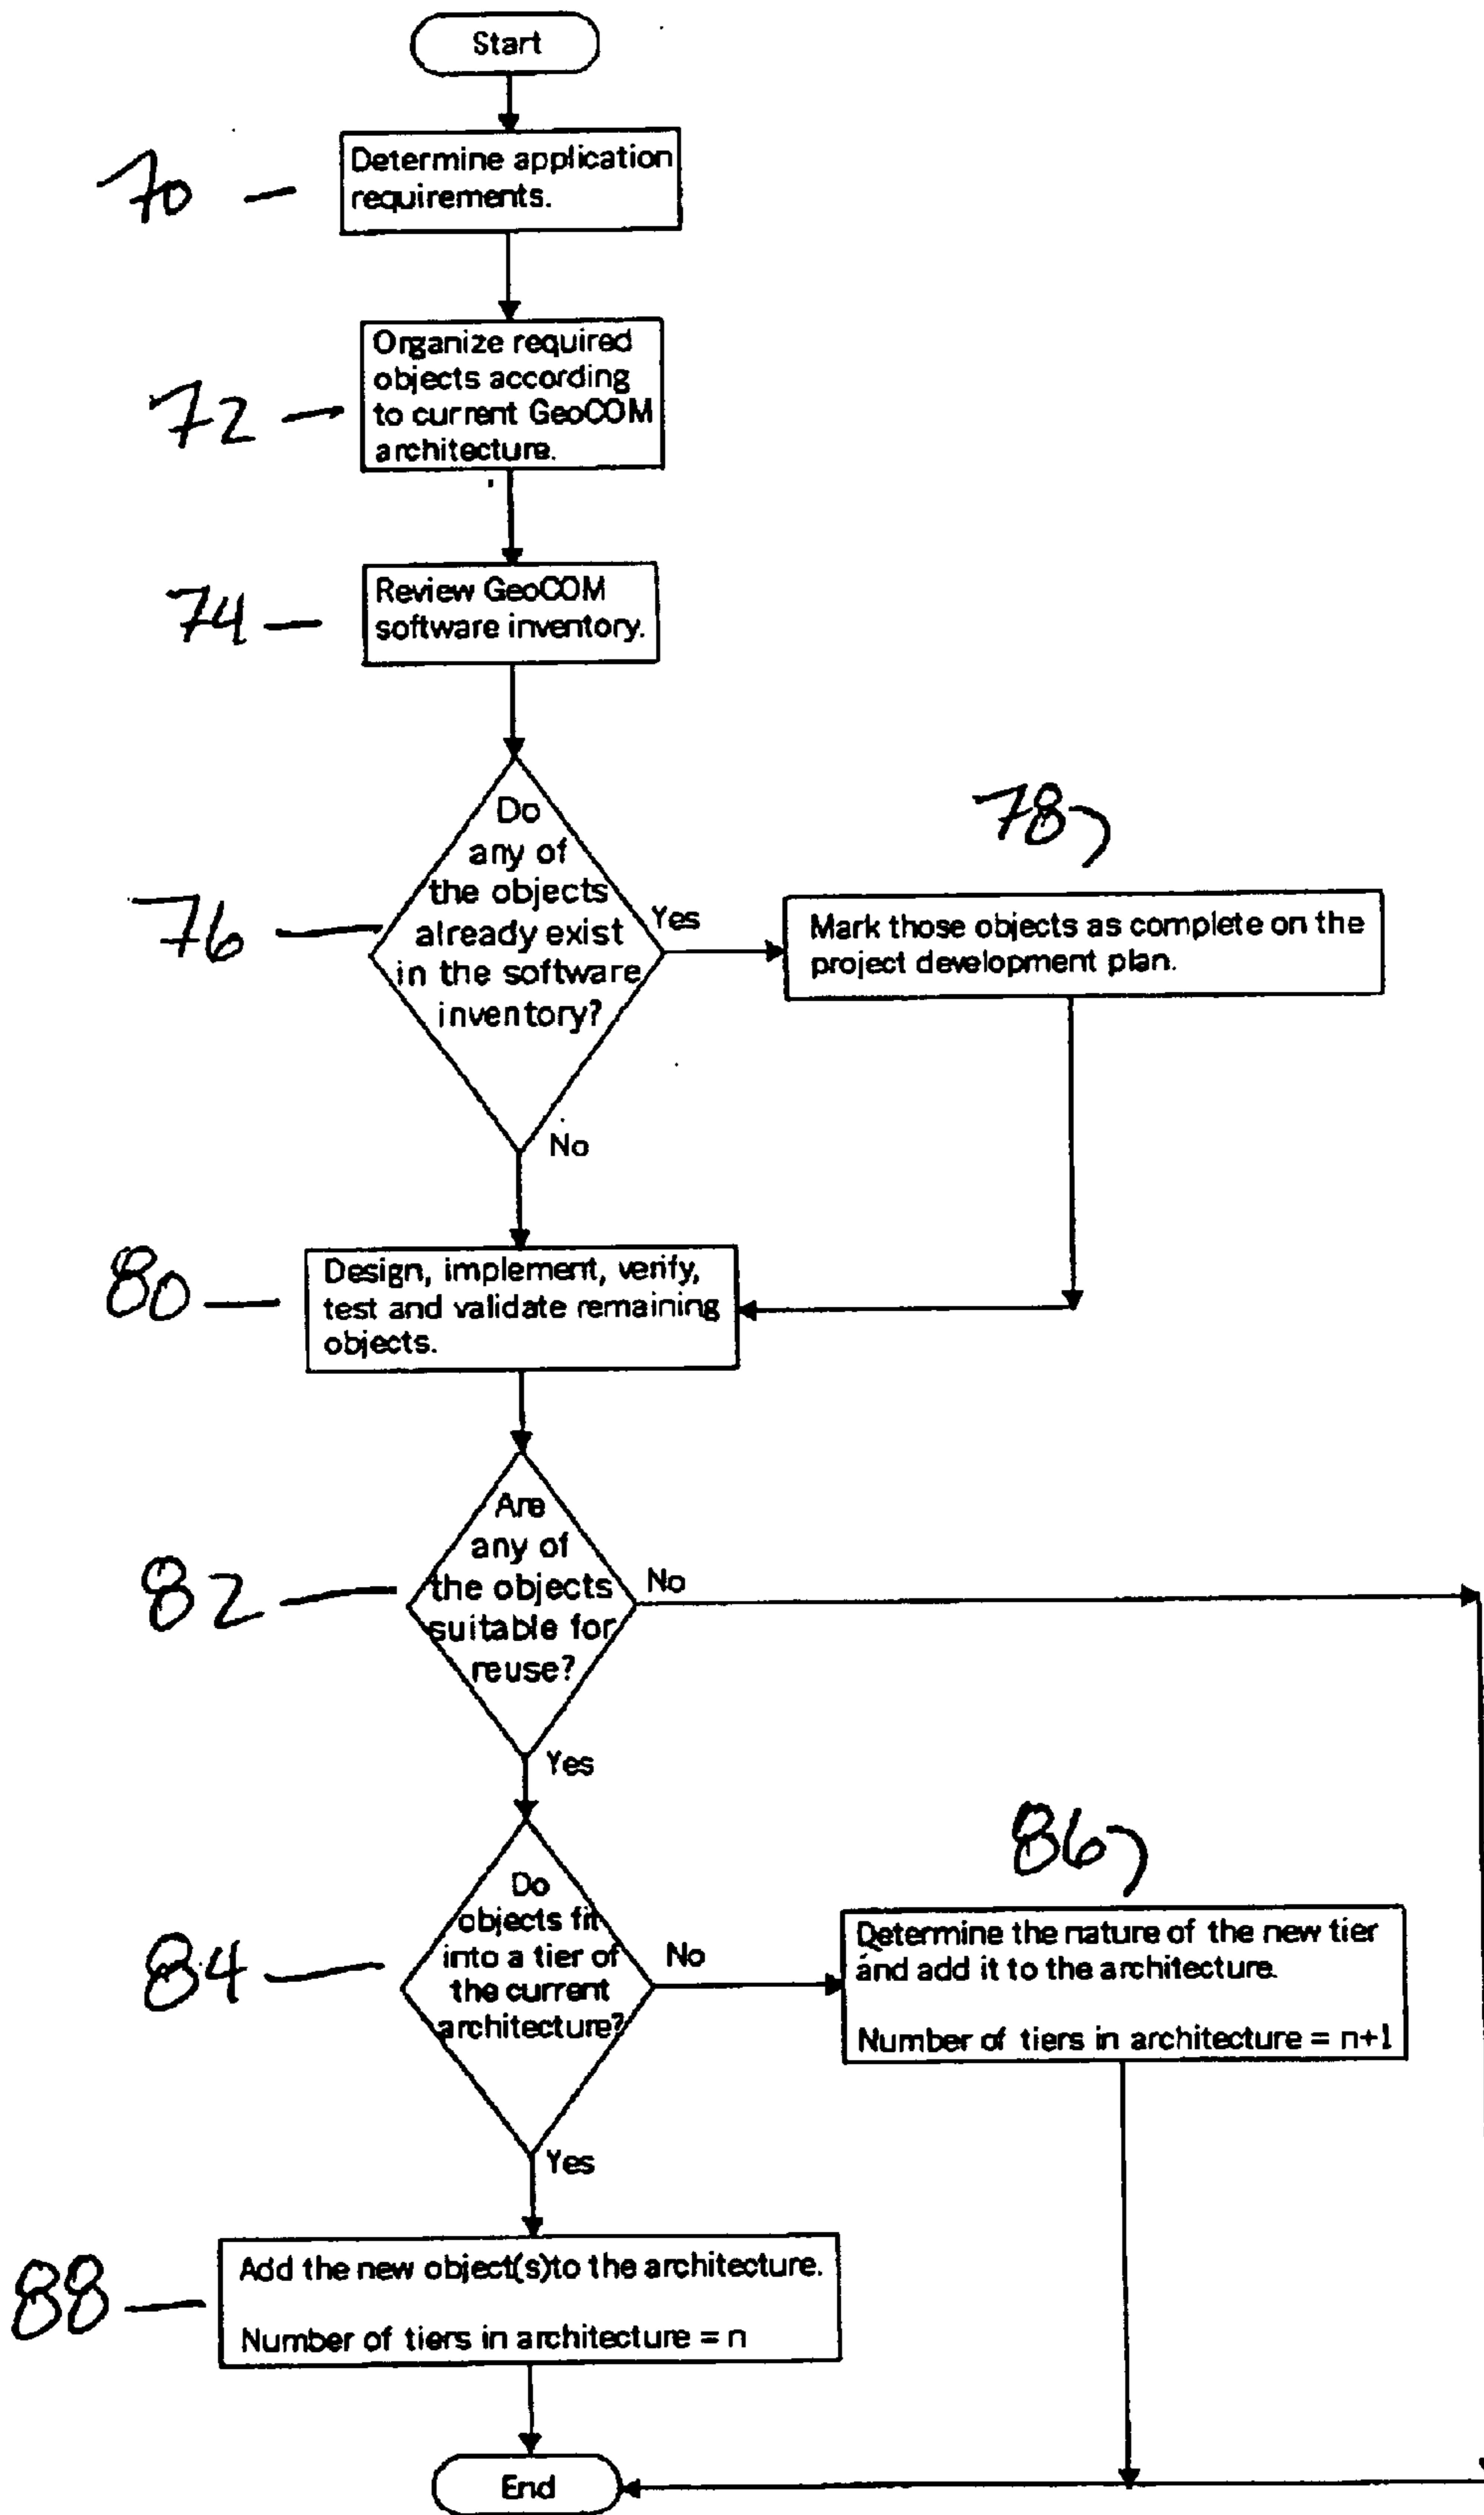 Start
70
Determine application
requirements.
72
Organize required
objects according
to current GeoCOM
architecture.
74
Review GeoCOM
software inventory.
76
Do
any of
the objects
already exist
in the software
inventory?
Yes
78
Mark those objects as complete on the
project development plan.
No
80
Design, implement, verify,
test and validate remaining
objects.
82
Are
any of
the objects
suitable for
reuse?
No
Yes
84
Do
objects fit
into a tier of
the current
architecture?
No
86
Determine the nature of the new tier
and add it to the architecture.
Number of tiers in architecture = n+1
Yes
88
Add the new object(s)to the architecture.
Number of tiers in architecture = n
End